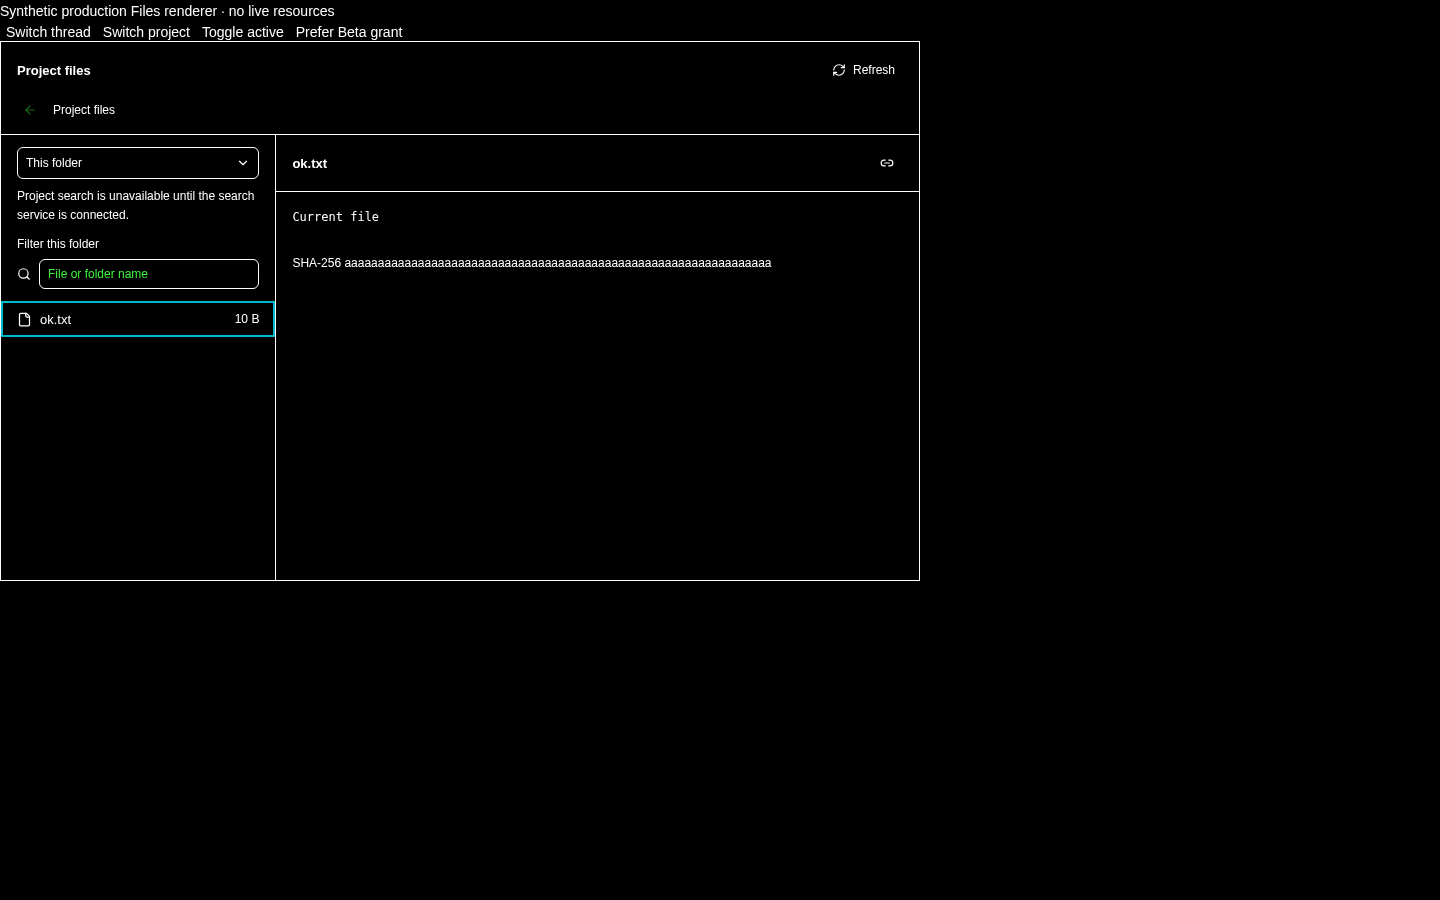 Synthetic production Files renderer · no live resources
Switch thread Switch project Toggle active Prefer Beta grant
Project files
Refresh
Project files
This folder
Project search is unavailable until the search
service is connected.
Filter this folder
File or folder name
ok.txt 10 B
ok.txt
Current file
SHA-256 aaaaaaaaaaaaaaaaaaaaaaaaaaaaaaaaaaaaaaaaaaaaaaaaaaaaaaaaaaaaaaaa